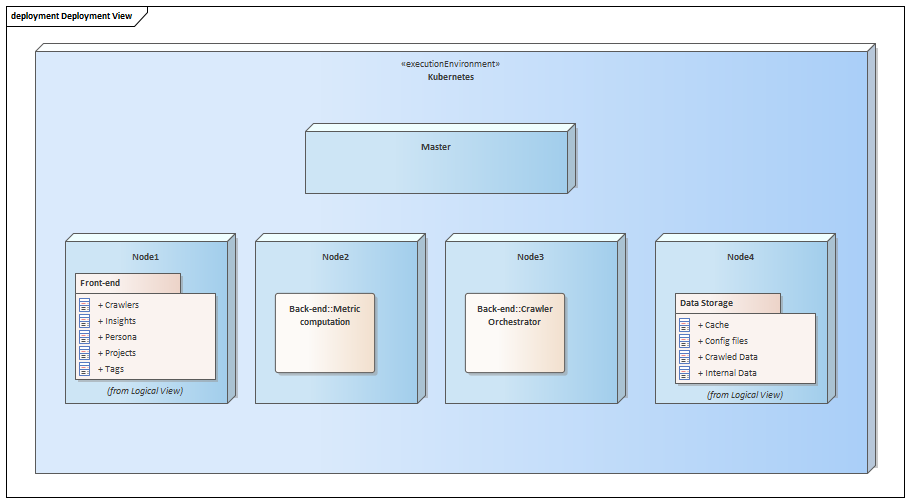 deployment Deployment View
«executionEnvironment»
Kubernetes
Master
Node1
Front-end
+ Crawlers
+ Insights
+ Persona
+ Projects
+ Tags
(from Logical View)
Node2
Back-end::Metric
computation
Node3
Back-end::Crawler
Orchestrator
Node4
Data Storage
+ Cache
+ Config files
+ Crawled Data
+ Internal Data
(from Logical View)